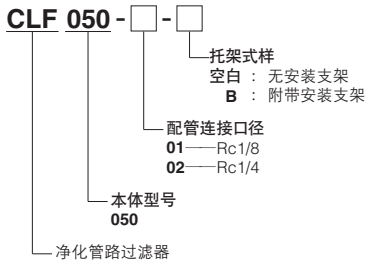 CLF 050 - □ - □
托架式样
空白 : 无安装支架
B : 附带安装支架
配管连接口径
01——Rc1/8
02——Rc1/4
本体型号
050
净化管路过滤器